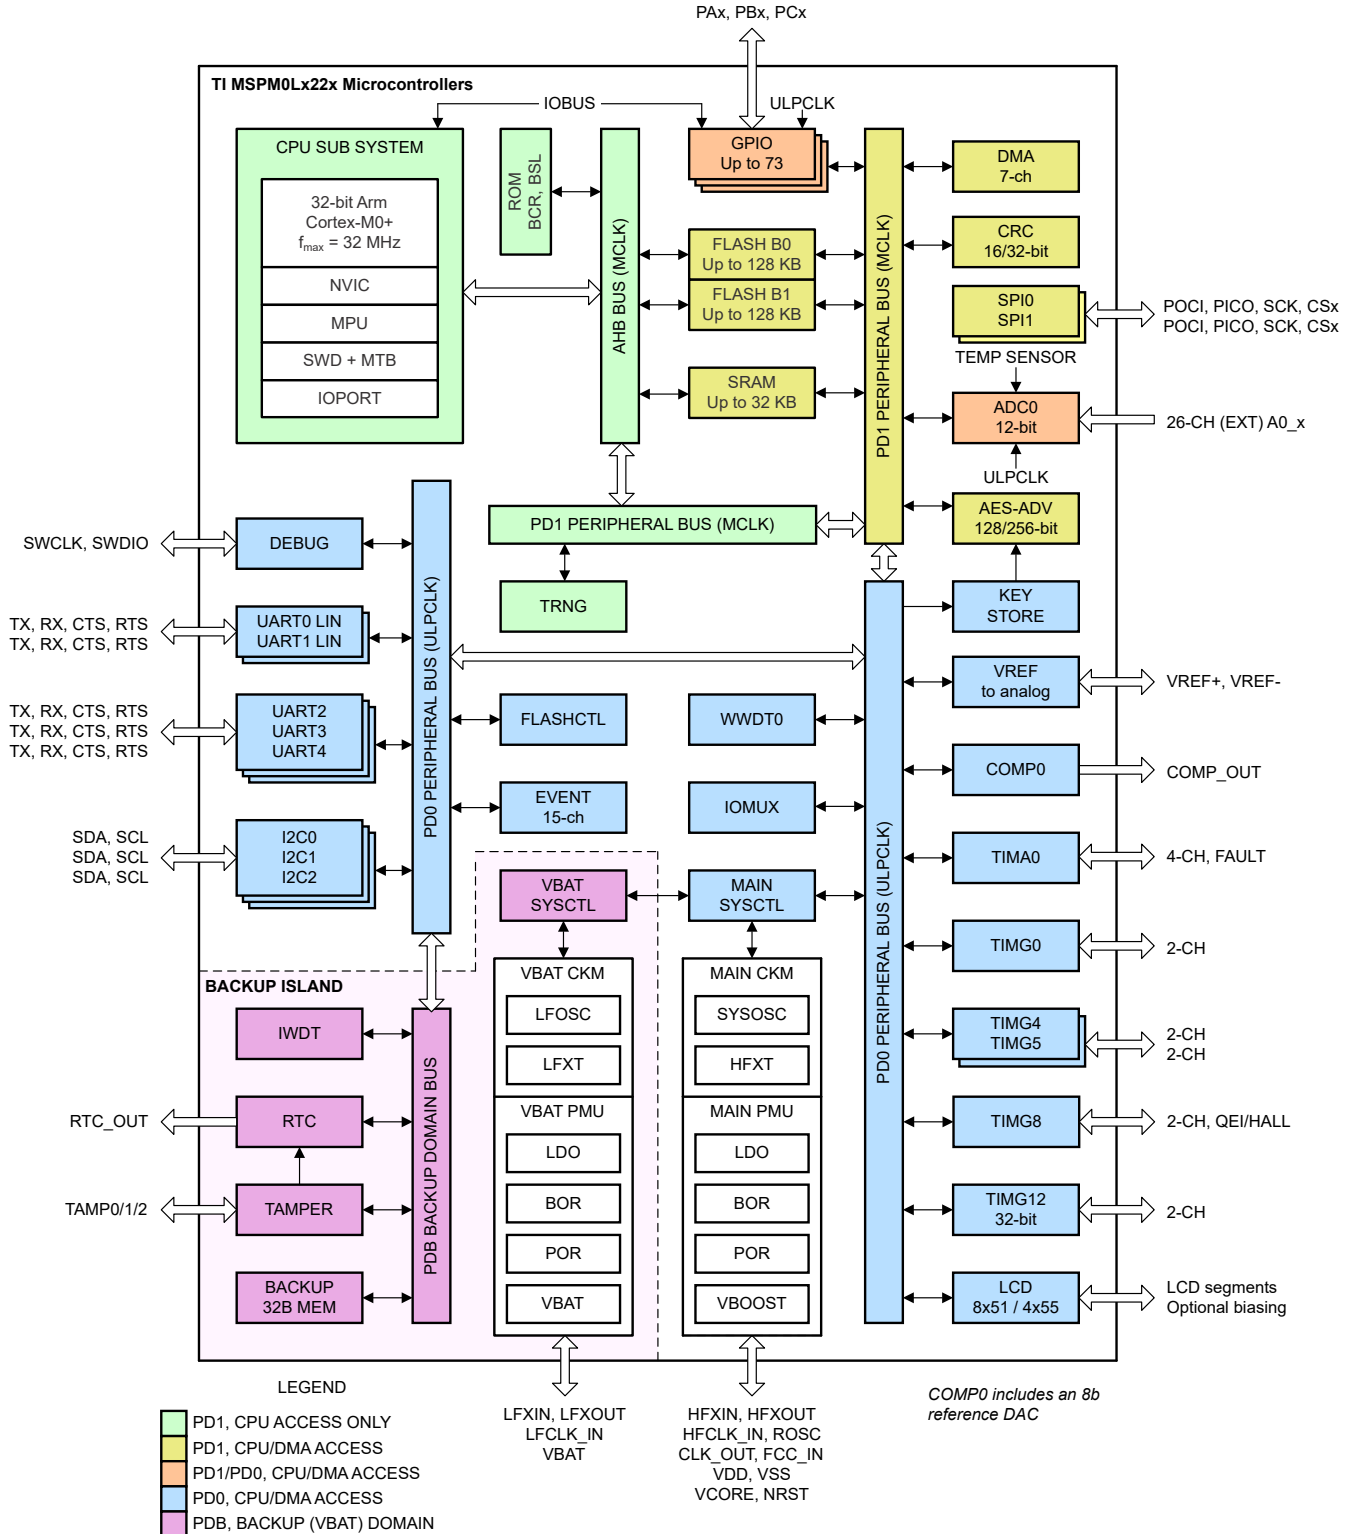 PAx, PBx, PCx
TI MSPM0Lx22x Microcontrollers
IOBUS
ULPCLK
CPU SUB SYSTEM
32-bit Arm
Cortex-M0+
fmax = 32 MHz
NVIC
MPU
SWD + MTB
IOPORT
ROM
BCR, BSL
AHB BUS (MCLK)
GPIO
Up to 73
FLASH B0
Up to 128 KB
FLASH B1
Up to 128 KB
SRAM
Up to 32 KB
PD1 PERIPHERAL BUS (MCLK)
DMA
7-ch
CRC
16/32-bit
SPI0
SPI1
POCI, PICO, SCK, CSx
POCI, PICO, SCK, CSx
TEMP SENSOR
ADC0
12-bit
26-CH (EXT) A0_x
ULPCLK
AES-ADV
128/256-bit
PD1 PERIPHERAL BUS (MCLK)
TRNG
KEY
STORE
SWCLK, SWDIO
DEBUG
TX, RX, CTS, RTS
TX, RX, CTS, RTS
UART0 LIN
UART1 LIN
TX, RX, CTS, RTS
TX, RX, CTS, RTS
TX, RX, CTS, RTS
UART2
UART3
UART4
SDA, SCL
SDA, SCL
SDA, SCL
I2C0
I2C1
I2C2
PD0 PERIPHERAL BUS (ULPCLK)
FLASHCTL
EVENT
15-ch
WWDT0
IOMUX
VBAT
SYSCTL
MAIN
SYSCTL
PD0 PERIPHERAL BUS (ULPCLK)
VREF
to analog
VREF+, VREF-
COMP0
COMP_OUT
TIMA0
4-CH, FAULT
TIMG0
2-CH
TIMG4
TIMG5
2-CH
2-CH
TIMG8
2-CH, QEI/HALL
TIMG12
32-bit
2-CH
LCD
8x51 / 4x55
LCD segments
Optional biasing
BACKUP ISLAND
IWDT
RTC_OUT
RTC
TAMP0/1/2
TAMPER
BACKUP
32B MEM
PDB BACKUP DOMAIN BUS
VBAT CKM
LFOSC
LFXT
VBAT PMU
LDO
BOR
POR
VBAT
MAIN CKM
SYSOSC
HFXT
MAIN PMU
LDO
BOR
POR
VBOOST
LFXIN, LFXOUT
LFCLK_IN
VBAT
HFXIN, HFXOUT
HFCLK_IN, ROSC
CLK_OUT, FCC_IN
VDD, VSS
VCORE, NRST
COMP0 includes an 8b
reference DAC
LEGEND
PD1, CPU ACCESS ONLY
PD1, CPU/DMA ACCESS
PD1/PD0, CPU/DMA ACCESS
PD0, CPU/DMA ACCESS
PDB, BACKUP (VBAT) DOMAIN